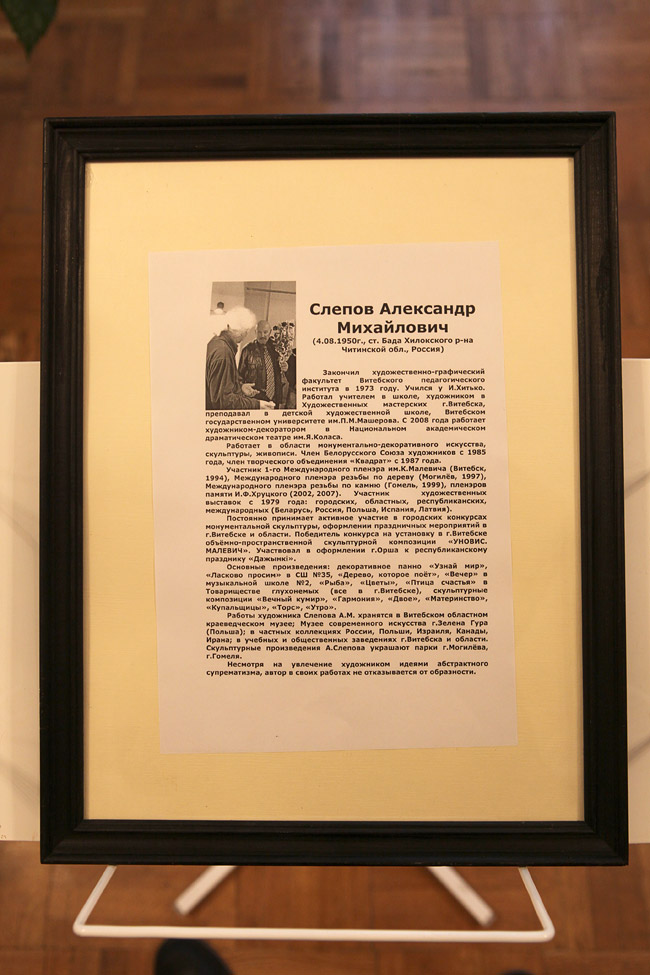 Слепов Александр
Михайлович
(4.08.1950г., ст. Бада Хилокского р-на
Читинской обл., Россия)
Закончил художественно-графический
факультет Витебского педагогического
института в 1973 году. Учился у И.Хитько.
Работал учителем в школе, художником в
Художественных мастерских г.Витебска,
преподавал в детской художественной школе, Витебском
государственном университете им.П.М.Машерова. С 2008 года работает
художником-декоратором в Национальном академическом
драматическом театре им.Я.Коласа.
Работает в области монументально-декоративного искусства,
скульптуры, живописи. Член Белорусского Союза художников с 1985
года, член творческого объединения «Квадрат» с 1987 года.
Участник 1-го Международного пленэра им.К.Малевича (Витебск,
1994), Международного пленэра резьбы по дереву (Могилёв, 1997),
Международного пленэра резьбы по камню (Гомель, 1999), пленэров
памяти И.Ф.Хруцкого (2002, 2007). Участник художественных
выставок с 1979 года: городских, областных, республиканских,
международных (Беларусь, Россия, Польша, Испания, Латвия).
Постоянно принимает активное участие в городских конкурсах
монументальной скульптуры, оформлении праздничных мероприятий в
г.Витебске и области. Победитель конкурса на установку в г.Витебске
объёмно-пространственной скульптурной композиции «УНОВИС.
МАЛЕВИЧ». Участвовал в оформлении г.Орша к республиканскому
празднику «Дажынкі».
Основные произведения: декоративное панно «Узнай мир»,
«Ласково просим» в СШ №35, «Дерево, которое поёт», «Вечер» в
музыкальной школе №2, «Рыба», «Цветы», «Птица счастья» в
Товариществе глухонемых (все в г.Витебске), скульптурные
композиции «Вечный кумир», «Гармония», «Двое», «Материнство»,
«Купальщицы», «Торс», «Утро».
Работы художника Слепова А.М. хранятся в Витебском областном
краеведческом музее; Музее современного искусства г.Зелена Гура
(Польша); в частных коллекциях России, Польши, Израиля, Канады,
Ирана; в учебных и общественных заведениях г.Витебска и области.
Скульптурные произведения А.Слепова украшают парки г.Могилёва,
г.Гомеля.
Несмотря на увлечение художником идеями абстрактного
супрематизма, автор в своих работах не отказывается от образности.